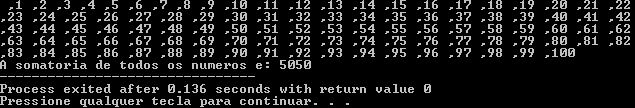 ,1 ,2 ,3 ,4 ,5 ,6 ,7 ,8 ,9 ,10 ,11 ,12 ,13 ,14 ,15 ,16 ,17 ,18 ,19 ,20 ,21 ,22
,23 ,24 ,25 ,26 ,27 ,28 ,29 ,30 ,31 ,32 ,33 ,34 ,35 ,36 ,37 ,38 ,39 ,40 ,41 ,42
,43 ,44 ,45 ,46 ,47 ,48 ,49 ,50 ,51 ,52 ,53 ,54 ,55 ,56 ,57 ,58 ,59 ,60 ,61 ,62
,63 ,64 ,65 ,66 ,67 ,68 ,69 ,70 ,71 ,72 ,73 ,74 ,75 ,76 ,77 ,78 ,79 ,80 ,81 ,82
,83 ,84 ,85 ,86 ,87 ,88 ,89 ,90 ,91 ,92 ,93 ,94 ,95 ,96 ,97 ,98 ,99 ,100
A somatoria de todos os numeros e: 5050
--------------------------------
Process exited after 0.136 seconds with return value 0
Pressione qualquer tecla para continuar. . .